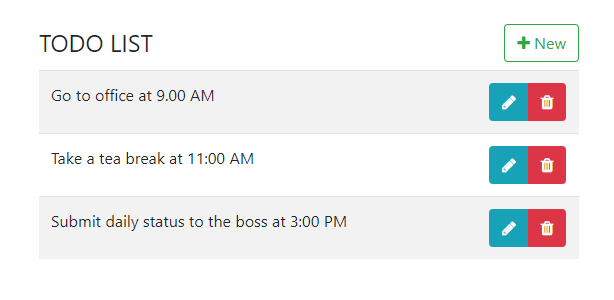 TODO LIST
New
Go to office at 9.00 AM
Take a tea break at 11:00 AM
Submit daily status to the boss at 3:00 PM